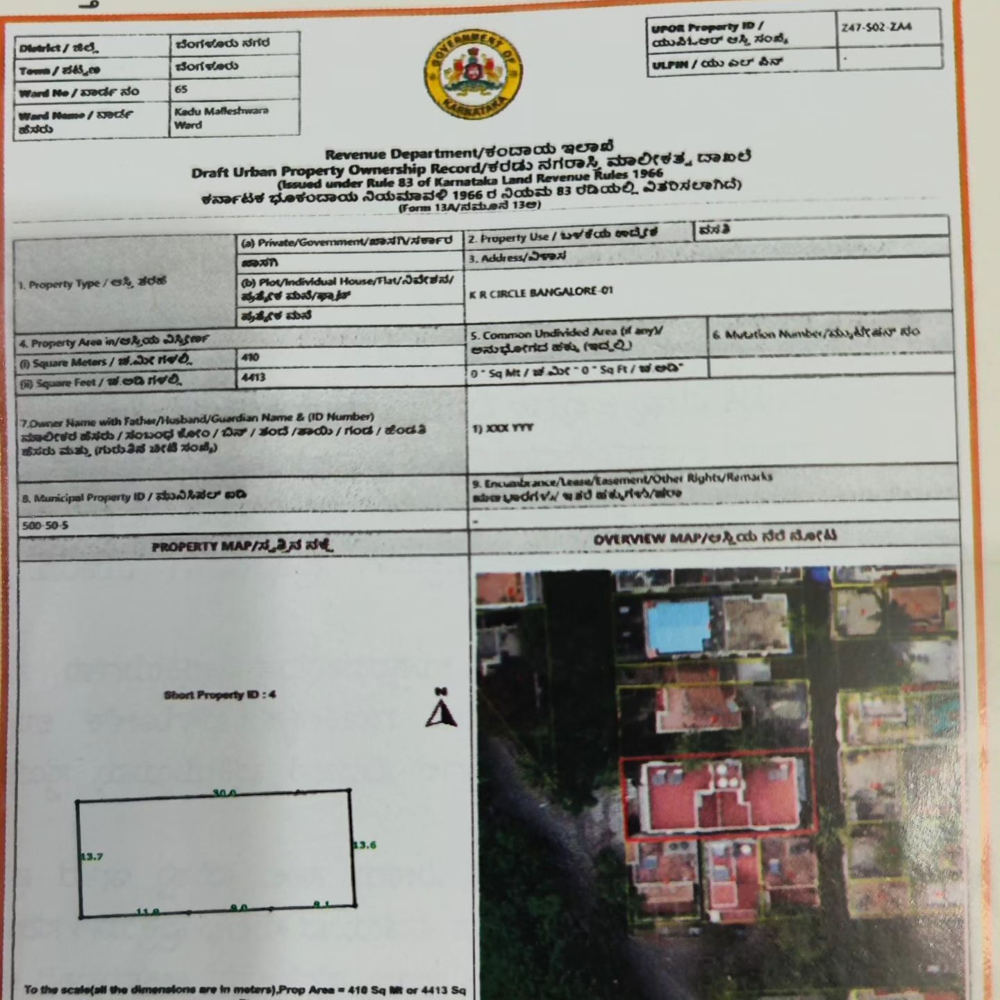 District / ಜಿಲ್ಲೆ
ಬೆಂಗಳೂರು ನಗರ
Town / ಪಟ್ಟಣ
ಬೆಂಗಳೂರು
Ward No / ವಾರ್ಡ್ ನಂ
65
Ward Name / ವಾರ್ಡ್
ಹೆಸರು
Kadu Malleshwara
Ward
GOVERNMENT OF
KARNATAKA
UPOR Property ID /
ಯುಪಿಓಆರ್ ಆಸ್ತಿ ಸಂಖ್ಯೆ
Z47-S02-ZA4
ULPIN / ಯು ಎಲ್ ಪಿನ್
-
Revenue Department/ಕಂದಾಯ ಇಲಾಖೆ
Draft Urban Property Ownership Record/ಕರಡು ನಗರಾಸ್ತಿ ಮಾಲೀಕತ್ವ ದಾಖಲೆ
(Issued under Rule 83 of Karnataka Land Revenue Rules 1966
ಕರ್ನಾಟಕ ಭೂಕಂದಾಯ ನಿಯಮಾವಳಿ 1966 ರ ನಿಯಮ 83 ರಡಿಯಲ್ಲಿ ವಿತರಿಸಲಾಗಿದೆ)
(Form 13A/ನಮೂನೆ 13ಅ)
1. Property Type / ಆಸ್ತಿ ತರಹೆ
(a) Private/Government/ಖಾಸಗಿ/ಸರ್ಕಾರ
ಖಾಸಗಿ
(b) Plot/Individual House/Flat/ನಿವೇಶನ/
ಪ್ರತ್ಯೇಕ ಮನೆ/ಫ್ಲಾಟ್
ಪ್ರತ್ಯೇಕ ಮನೆ
2. Property Use / ಬಳಕೆಯ ಉದ್ದೇಶ
ವಸತಿ
3. Address/ವಿಳಾಸ
K R CIRCLE BANGALORE-01
4. Property Area in/ಆಸ್ತಿಯ ವಿಸ್ತೀರ್ಣ
(i) Square Meters / ಚ.ಮೀ ಗಳಲ್ಲಿ
410
(ii) Square Feet / ಚ.ಅಡಿ ಗಳಲ್ಲಿ
4413
5. Common Undivided Area (if any)/
ಅನುಭೋಗದ ಹಕ್ಕು (ಇದ್ದಲ್ಲಿ)
0 " Sq Mt / ಚ.ಮೀ " 0 " Sq Ft / ಚ.ಅಡಿ"
6. Mutation Number/ಮ್ಯುಟೇಶನ್ ನಂ
7.Owner Name with Father/Husband/Guardian Name & (ID Number)
ಮಾಲೀಕರ ಹೆಸರು / ಸಂಬಂಧ ಕೋಂ / ಬಿನ್ / ತಂದೆ /ತಾಯಿ / ಗಂಡ / ಹೆಂಡತಿ
ಹೆಸರು ಮತ್ತು (ಗುರುತಿನ ಚೀಟಿ ಸಂಖ್ಯೆ)
1) XXX YYY
8. Municipal Property ID / ಮುನಿಸಿಪಲ್ ಐಡಿ
500-50-5
9. Encumbrance/Lease/Easement/Other Rights/Remarks
ಇತರೆ ಹಕ್ಕುಗಳು/ಷರಾ
-
PROPERTY MAP/ಸ್ವತ್ತಿನ ನಕ್ಷೆ
OVERVIEW MAP/ಆಸ್ತಿಯ ನೆಲೆ ನೋಟ
Short Property ID : 4
N
30.0
13.7
13.6
11.9
9.0
9.1
To the scale(all the dimensions are in meters),Prop Area = 410 Sq Mt or 4413 Sq